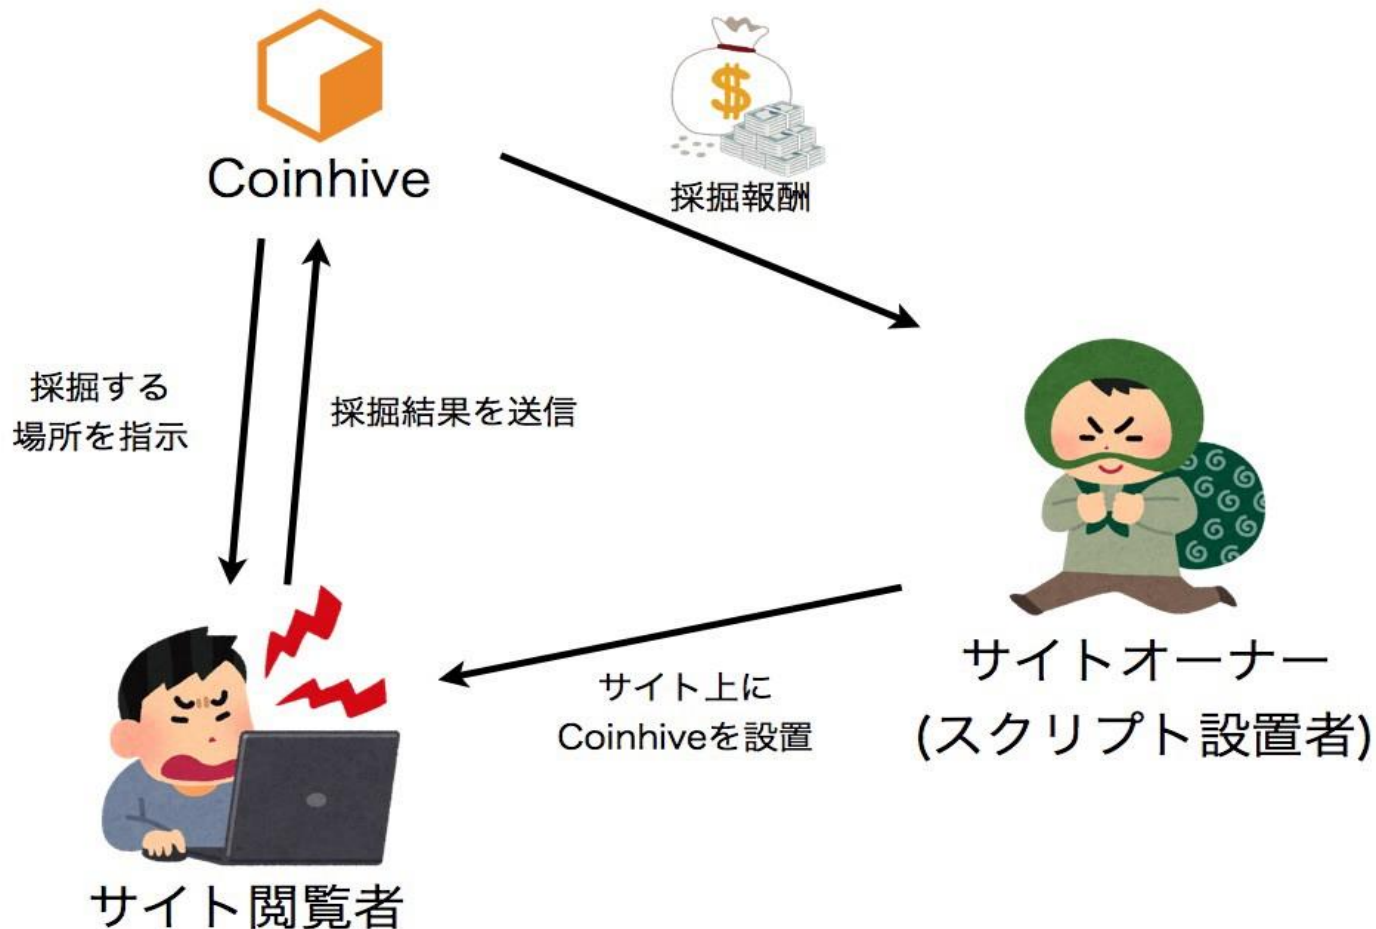 Coinhive
採掘報酬
採掘する
場所を指示
採掘結果を送信
サイト上に
Coinhiveを設置
サイトオーナー
(スクリプト設置者)
サイト閲覧者